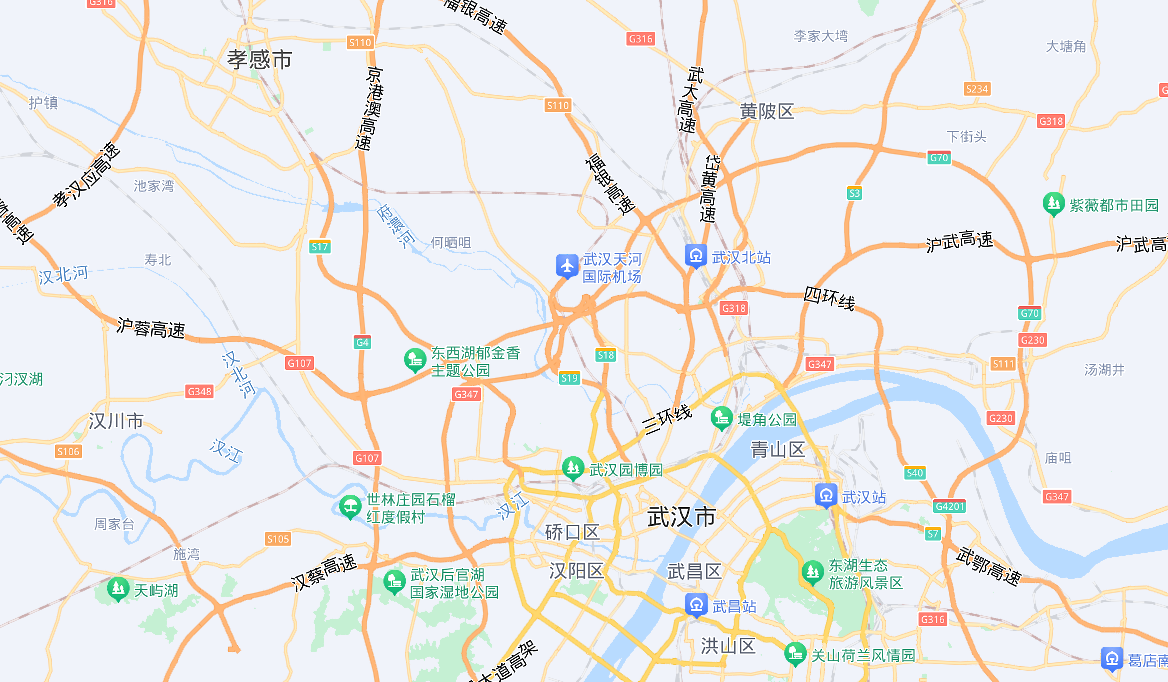 G316
福银高速
孝感市
S110
G316
李家大塆
大塘角
护镇
京港澳高速
S110
武大高速
黄陂区
S234
G318
下街头
孝汉应高速
池家湾
福银高速
岱黄高速
G70
S3
紫薇都市田园
高速
府澴河
何晒咀
S17
沪武高速
沪武高
寿北
汉北河
武汉天河
国际机场
武汉北站
四环线
G318
沪蓉高速
G4
G70
G230
G107
东西湖郁金香
主题公园
S18
S19
G347
S111
汤湖井
汈汉湖
汉北河
G348
G347
汉川市
三环线
堤角公园
G230
S106
汉江
G107
青山区
庙咀
武汉园博园
S40
G347
世林庄园石榴
红度假村
汉江
武汉站
G4201
周家台
武汉市
硚口区
S7
S105
施湾
汉蔡高速
汉阳区
武昌区
东湖生态
旅游风景区
武鄂高速
天屿湖
武汉后官湖
国家湿地公园
武昌站
G316
洪山区
关山荷兰风情园
大道高架
葛店南